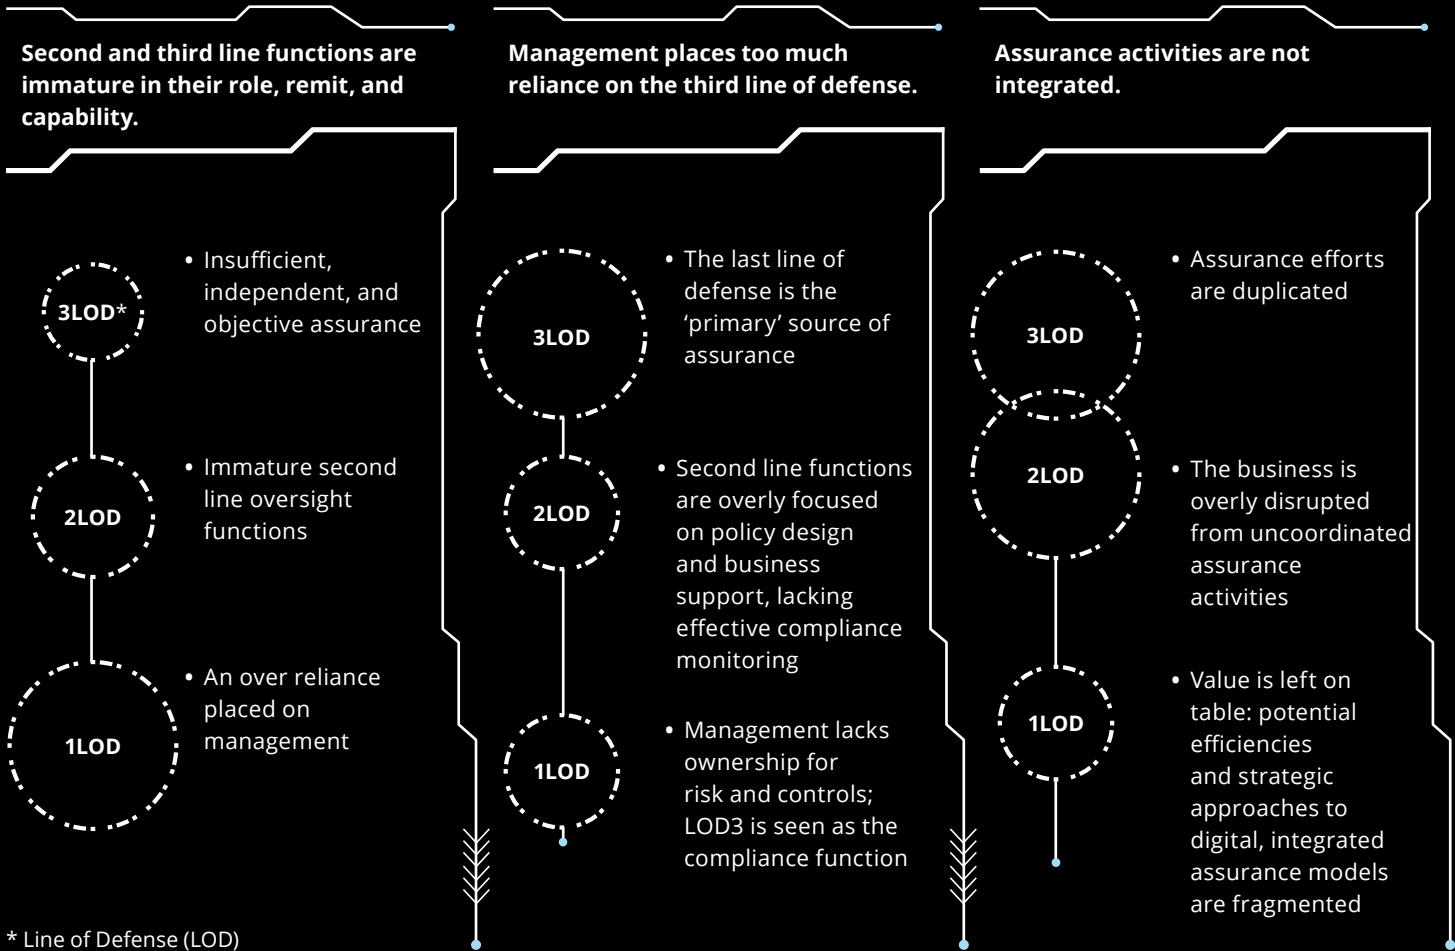 Second and third line functions are
immature in their role, remit, and
capability.
3LOD*
• Insufficient,
independent, and
objective assurance
2LOD
• Immature second
line oversight
functions
1LOD
• An over reliance
placed on
management
* Line of Defense (LOD)
Management places too much
reliance on the third line of defense.
3LOD
• The last line of
defense is the
‘primary’ source of
assurance
2LOD
• Second line functions
are overly focused
on policy design
and business
support, lacking
effective compliance
monitoring
1LOD
• Management lacks
ownership for
risk and controls;
LOD3 is seen as the
compliance function
Assurance activities are not
integrated.
3LOD
• Assurance efforts
are duplicated
2LOD
• The business is
overly disrupted
from uncoordinated
assurance
activities
1LOD
• Value is left on
table: potential
efficiencies
and strategic
approaches to
digital, integrated
assurance models
are fragmented